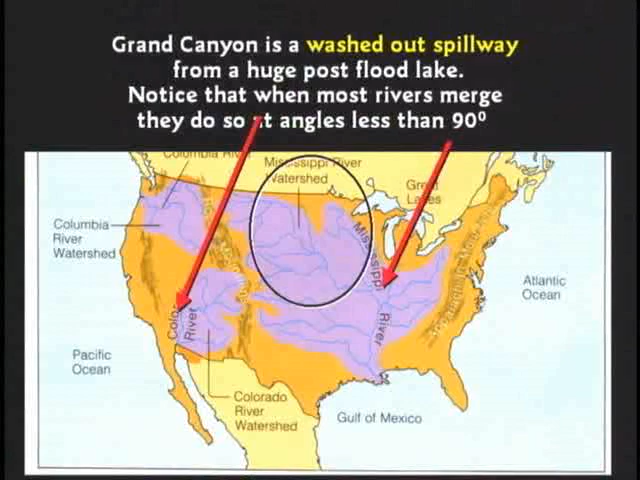 Grand Canyon is a washed out spillway
from a huge post flood lake.
Notice that when most rivers merge
they do so at angles less than 90⁰
Columbia River
Mississippi River
Watershed
Great
Lakes
Columbia
River
Watershed
Mississippi
River
Atlantic
Ocean
River
Pacific
Ocean
Colorado
River
Watershed
Gulf of Mexico